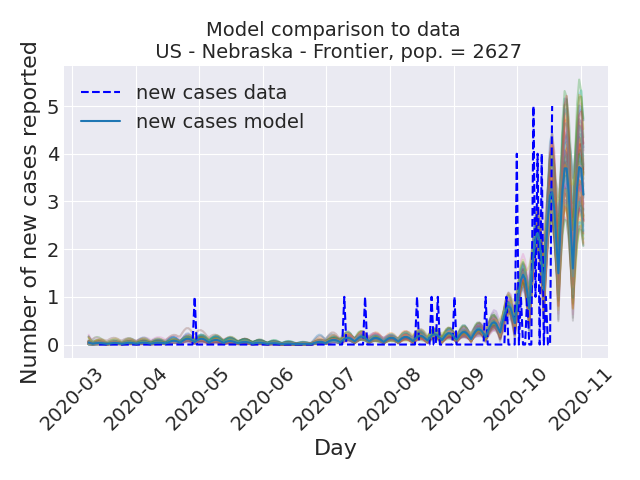 Model comparison to data
US - Nebraska - Frontier, pop. = 2627
Number of new cases reported
new cases data
new cases model
5
4
3
2
1
0
2020-03
2020-04
2020-05
2020-06
2020-07
2020-08
2020-09
2020-10
2020-11
Day